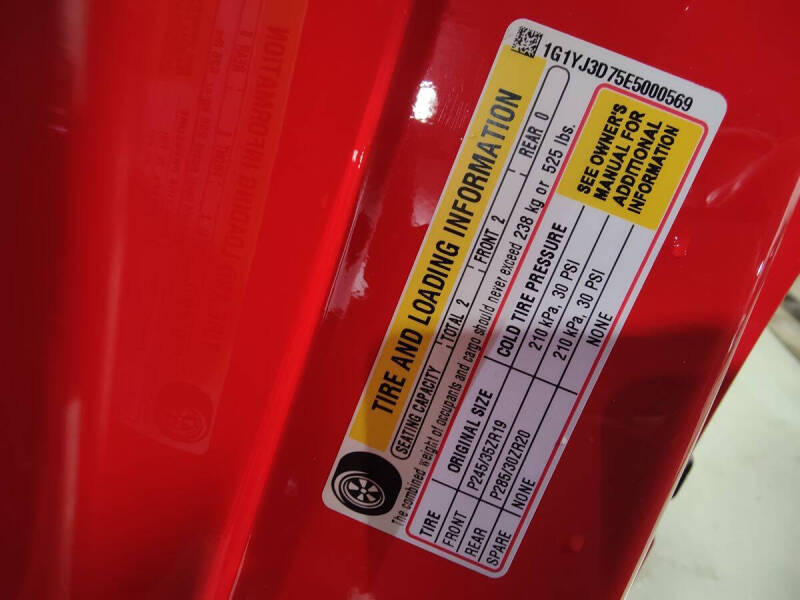 1G1YJ3D75E5000569
TIRE AND LOADING INFORMATION
SEATING CAPACITY TOTAL 2 FRONT 2 REAR 0
The combined weight of occupants and cargo should never exceed 238 kg or 525 lbs.
TIRE ORIGINAL SIZE COLD TIRE PRESSURE
FRONT P245/35ZR19 210 kPa, 30 PSI
REAR P285/30ZR20 210 kPa, 30 PSI
SPARE NONE NONE
SEE OWNER'S
MANUAL FOR
ADDITIONAL
INFORMATION